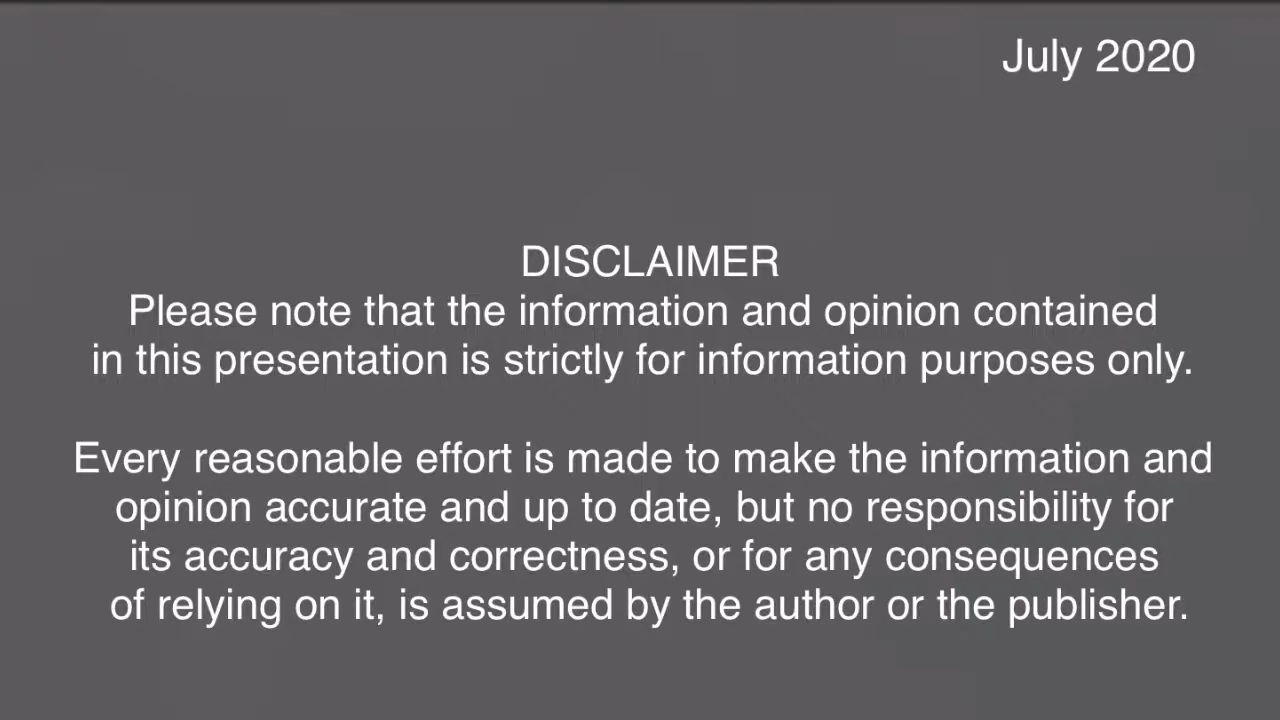 July 2020
DISCLAIMER
Please note that the information and opinion contained
in this presentation is strictly for information purposes only.
Every reasonable effort is made to make the information and
opinion accurate and up to date, but no responsibility for
its accuracy and correctness, or for any consequences
of relying on it, is assumed by the author or the publisher.